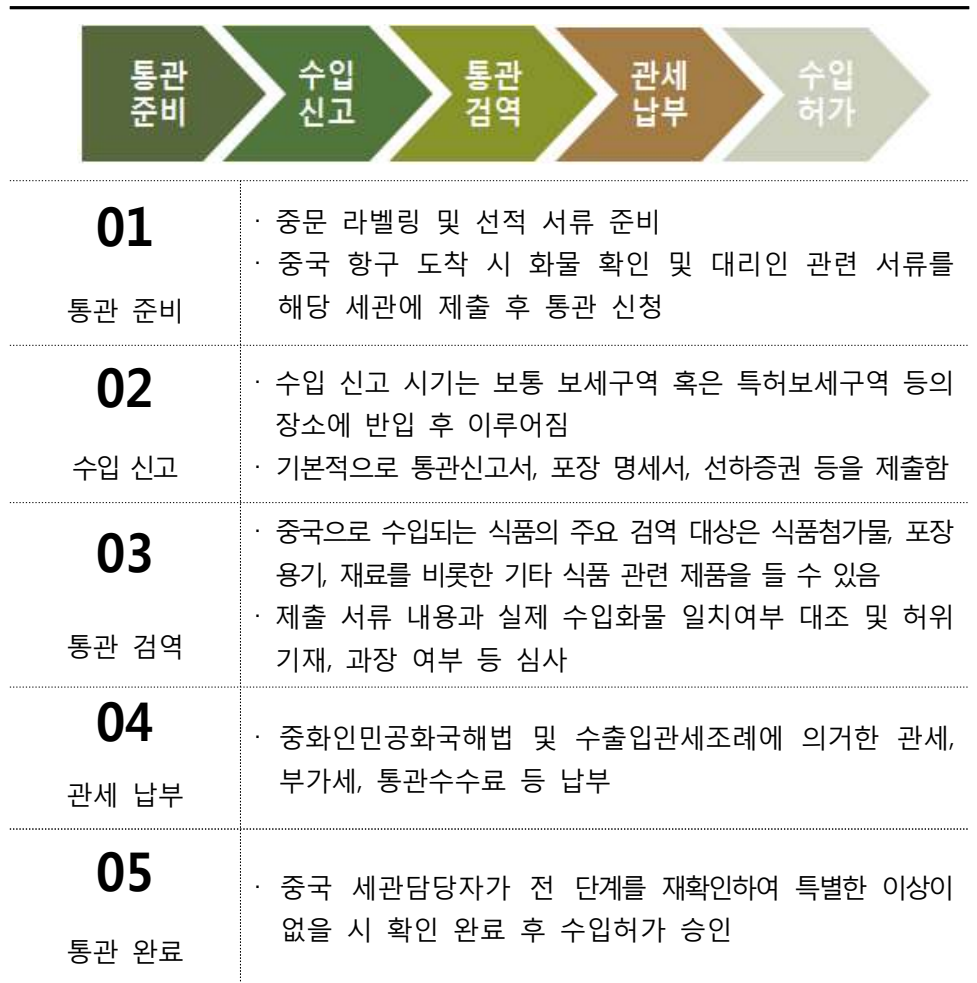 통관
준비
수입
신고
통관
검역
관세
납부
수입
허가
01
통관 준비
· 중문 라벨링 및 선적 서류 준비
· 중국 항구 도착 시 화물 확인 및 대리인 관련 서류를
해당 세관에 제출 후 통관 신청
02
수입 신고
· 수입 신고 시기는 보통 보세구역 혹은 특허보세구역 등의
장소에 반입 후 이루어짐
· 기본적으로 통관신고서, 포장 명세서, 선하증권 등을 제출함
03
통관 검역
· 중국으로 수입되는 식품의 주요 검역 대상은 식품첨가물, 포장
용기, 재료를 비롯한 기타 식품 관련 제품을 들 수 있음
· 제출 서류 내용과 실제 수입화물 일치여부 대조 및 허위
기재, 과장 여부 등 심사
04
관세 납부
· 중화인민공화국해법 및 수출입관세조례에 의거한 관세,
부가세, 통관수수료 등 납부
05
통관 완료
· 중국 세관담당자가 전 단계를 재확인하여 특별한 이상이
없을 시 확인 완료 후 수입허가 승인